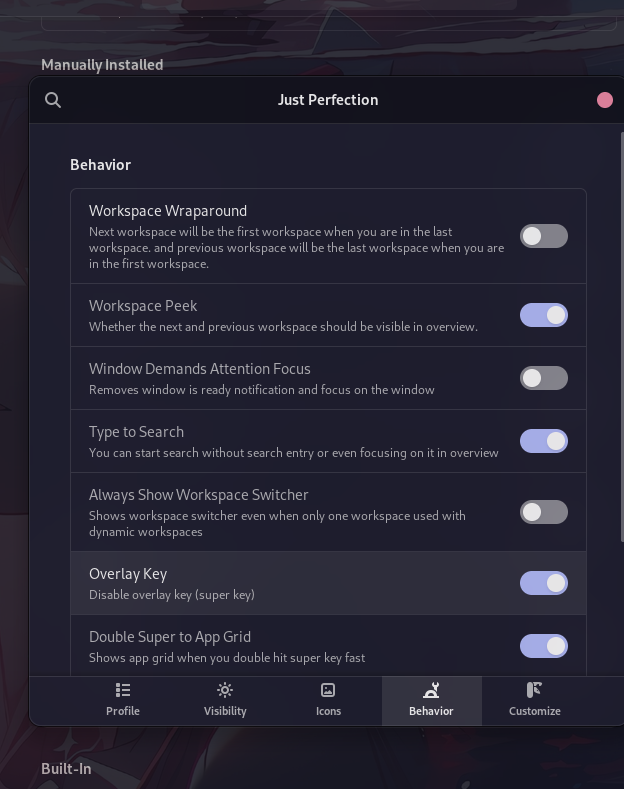 Manually Installed
Just Perfection
Behavior
Workspace Wraparound
Next workspace will be the first workspace when you are in the last
workspace. and previous workspace will be the last workspace when you are
in the first workspace.
Workspace Peek
Whether the next and previous workspace should be visible in overview.
Window Demands Attention Focus
Removes window is ready notification and focus on the window
Type to Search
You can start search without search entry or even focusing on it in overview
Always Show Workspace Switcher
Shows workspace switcher even when only one workspace used with
dynamic workspaces
Overlay Key
Disable overlay key (super key)
Double Super to App Grid
Shows app grid when you double hit super key fast
Profile
Visibility
Icons
Behavior
Customize
Built-In